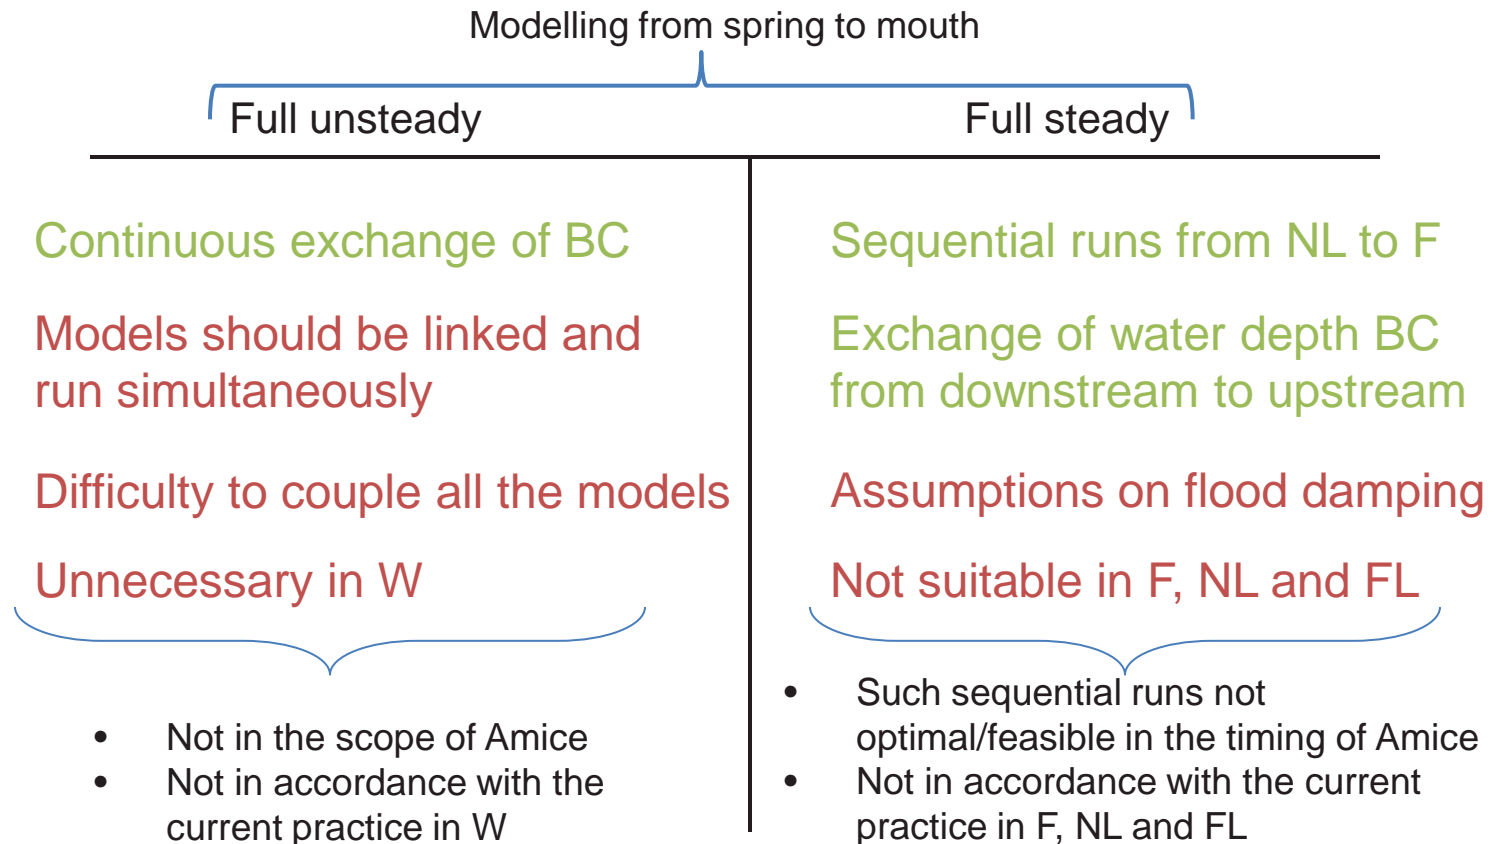 Modelling from spring to mouth
Full unsteady
Full steady
Continuous exchange of BC
Models should be linked and
run simultaneously
Difficulty to couple all the models
Unnecessary in W
• Not in the scope of Amice
• Not in accordance with the
current practice in W
Sequential runs from NL to F
Exchange of water depth BC
from downstream to upstream
Assumptions on flood damping
Not suitable in F, NL and FL
• Such sequential runs not
optimal/feasible in the timing of Amice
• Not in accordance with the current
practice in F, NL and FL